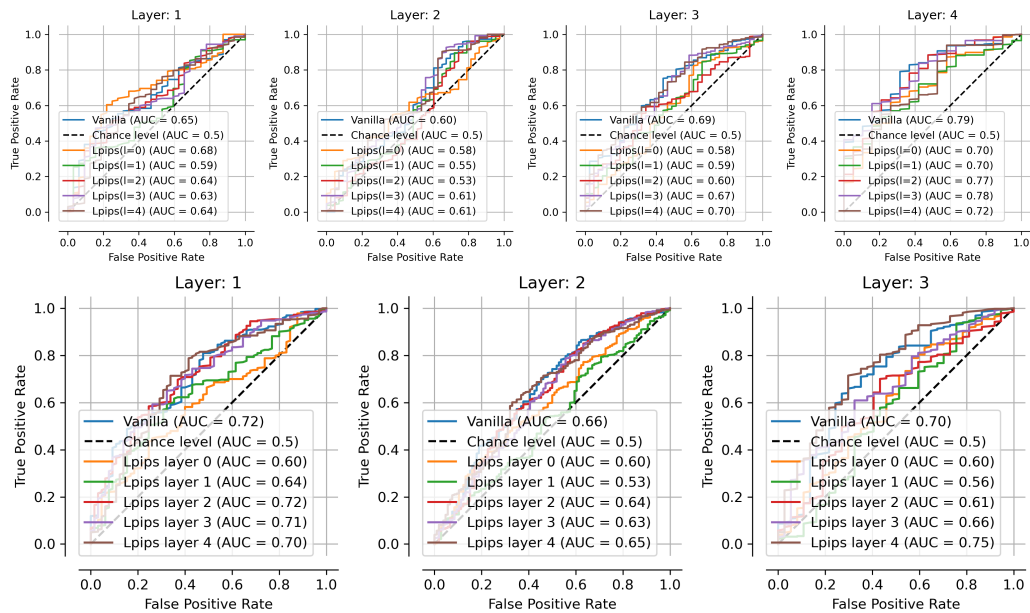 Layer: 1
True Positive Rate
1.0
0.8
0.6
0.4
0.2
0.0
Vanilla (AUC = 0.65)
Chance level (AUC = 0.5)
Lpips(l=0) (AUC = 0.68)
Lpips(l=1) (AUC = 0.59)
Lpips(l=2) (AUC = 0.64)
Lpips(l=3) (AUC = 0.63)
Lpips(l=4) (AUC = 0.64)
0.0 0.2 0.4 0.6 0.8 1.0
False Positive Rate
Layer: 2
True Positive Rate
1.0
0.8
0.6
0.4
0.2
0.0
Vanilla (AUC = 0.60)
Chance level (AUC = 0.5)
Lpips(l=0) (AUC = 0.58)
Lpips(l=1) (AUC = 0.55)
Lpips(l=2) (AUC = 0.53)
Lpips(l=3) (AUC = 0.61)
Lpips(l=4) (AUC = 0.61)
0.0 0.2 0.4 0.6 0.8 1.0
False Positive Rate
Layer: 3
True Positive Rate
1.0
0.8
0.6
0.4
0.2
0.0
Vanilla (AUC = 0.69)
Chance level (AUC = 0.5)
Lpips(l=0) (AUC = 0.58)
Lpips(l=1) (AUC = 0.59)
Lpips(l=2) (AUC = 0.60)
Lpips(l=3) (AUC = 0.67)
Lpips(l=4) (AUC = 0.70)
0.0 0.2 0.4 0.6 0.8 1.0
False Positive Rate
Layer: 4
True Positive Rate
1.0
0.8
0.6
0.4
0.2
0.0
Vanilla (AUC = 0.79)
Chance level (AUC = 0.5)
Lpips(l=0) (AUC = 0.70)
Lpips(l=1) (AUC = 0.70)
Lpips(l=2) (AUC = 0.77)
Lpips(l=3) (AUC = 0.78)
Lpips(l=4) (AUC = 0.72)
0.0 0.2 0.4 0.6 0.8 1.0
False Positive Rate
Layer: 1
True Positive Rate
1.0
0.8
0.6
0.4
0.2
0.0
Vanilla (AUC = 0.72)
Chance level (AUC = 0.5)
Lpips layer 0 (AUC = 0.60)
Lpips layer 1 (AUC = 0.64)
Lpips layer 2 (AUC = 0.72)
Lpips layer 3 (AUC = 0.71)
Lpips layer 4 (AUC = 0.70)
0.0 0.2 0.4 0.6 0.8 1.0
False Positive Rate
Layer: 2
True Positive Rate
1.0
0.8
0.6
0.4
0.2
0.0
Vanilla (AUC = 0.66)
Chance level (AUC = 0.5)
Lpips layer 0 (AUC = 0.60)
Lpips layer 1 (AUC = 0.53)
Lpips layer 2 (AUC = 0.64)
Lpips layer 3 (AUC = 0.63)
Lpips layer 4 (AUC = 0.65)
0.0 0.2 0.4 0.6 0.8 1.0
False Positive Rate
Layer: 3
True Positive Rate
1.0
0.8
0.6
0.4
0.2
0.0
Vanilla (AUC = 0.70)
Chance level (AUC = 0.5)
Lpips layer 0 (AUC = 0.60)
Lpips layer 1 (AUC = 0.56)
Lpips layer 2 (AUC = 0.61)
Lpips layer 3 (AUC = 0.66)
Lpips layer 4 (AUC = 0.75)
0.0 0.2 0.4 0.6 0.8 1.0
False Positive Rate